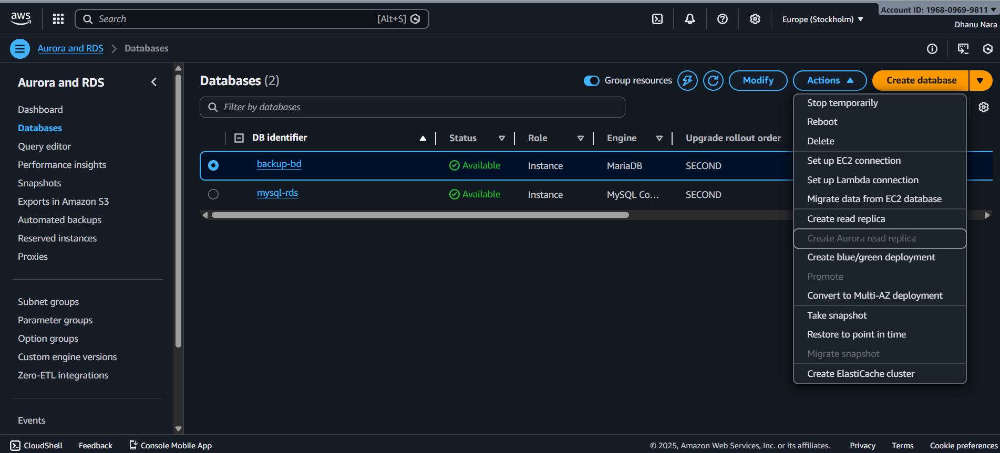 aws
Search [Alt+S]
Europe (Stockholm)
Account ID: 1968-0969-9811
Dhanu Nara
Aurora and RDS > Databases
Aurora and RDS
Dashboard
Databases
Query editor
Performance insights
Snapshots
Exports in Amazon S3
Automated backups
Reserved instances
Proxies
Subnet groups
Parameter groups
Option groups
Custom engine versions
Zero-ETL integrations
Events
Databases (2)
Group resources
Modify
Actions
Create database
Filter by databases
DB identifier Status Role Engine Upgrade rollout order
backup-bd Available Instance MariaDB SECOND
mysql-rds Available Instance MySQL Co... SECOND
Stop temporarily
Reboot
Delete
Set up EC2 connection
Set up Lambda connection
Migrate data from EC2 database
Create read replica
Create Aurora read replica
Create blue/green deployment
Promote
Convert to Multi-AZ deployment
Take snapshot
Restore to point in time
Migrate snapshot
Create ElastiCache cluster
CloudShell Feedback Console Mobile App
© 2025, Amazon Web Services, Inc. or its affiliates. Privacy Terms Cookie preferences